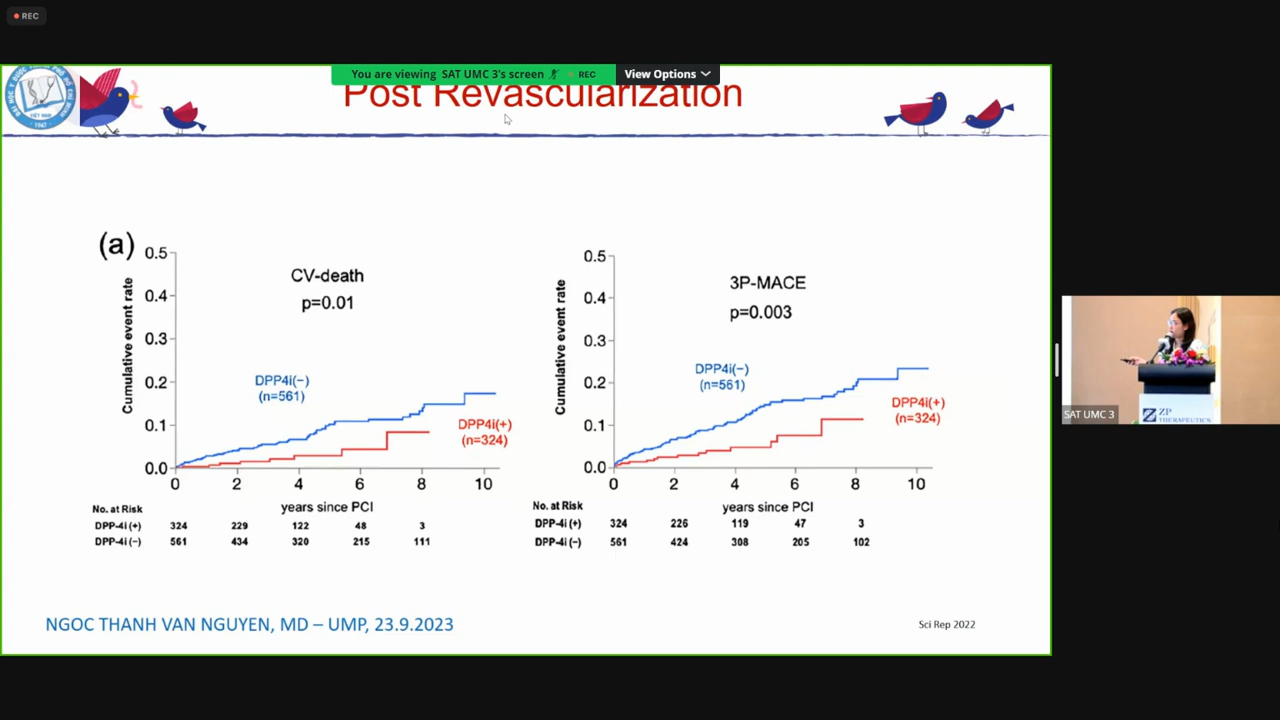 REC
You are viewing SAT UMC 3's screen REC View Options
Post Revascularization
VIỆT NAM
1947
(a)
CV-death
p=0.01
Cumulative event rate
0.5
0.4
0.3
0.2
0.1
0.0
DPP4i(−)
(n=561)
DPP4i(+)
(n=324)
0 2 4 6 8 10
years since PCI
No. at Risk
DPP-4i (+) 324 229 122 48 3
DPP-4i (−) 561 434 320 215 111
3P-MACE
p=0.003
Cumulative event rate
0.5
0.4
0.3
0.2
0.1
0.0
DPP4i(−)
(n=561)
DPP4i(+)
(n=324)
0 2 4 6 8 10
years since PCI
No. at Risk
DPP-4i (+) 324 226 119 47 3
DPP-4i (−) 561 424 308 205 102
NGOC THANH VAN NGUYEN, MD – UMP, 23.9.2023
Sci Rep 2022
SAT UMC 3
ZP
THERAPEUTICS